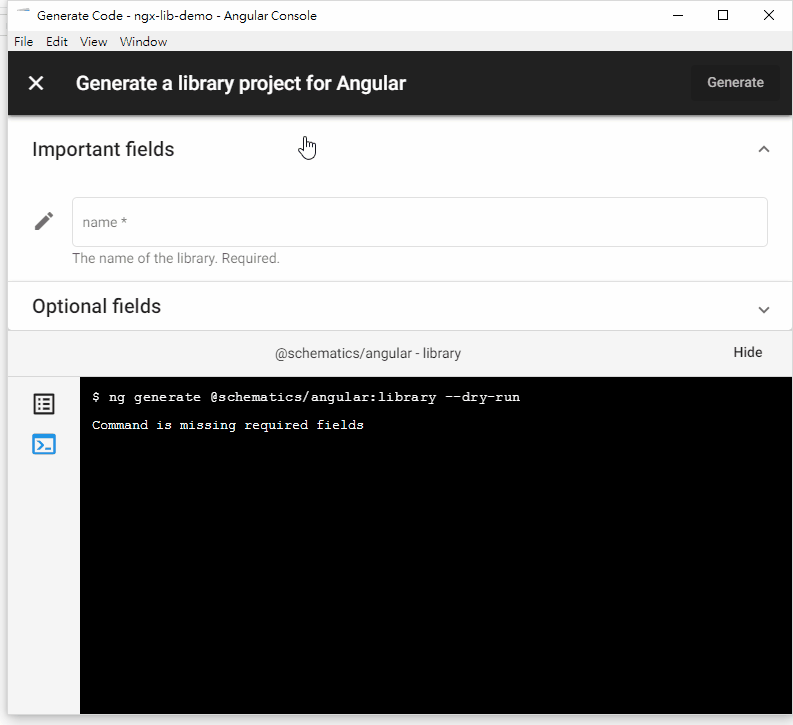 Generate Code - ngx-lib-demo - Angular Console
File Edit View Window
Generate a library project for Angular
Generate
Important fields
name *
The name of the library. Required.
Optional fields
@schematics/angular - library
Hide
$ ng generate @schematics/angular:library --dry-run
Command is missing required fields